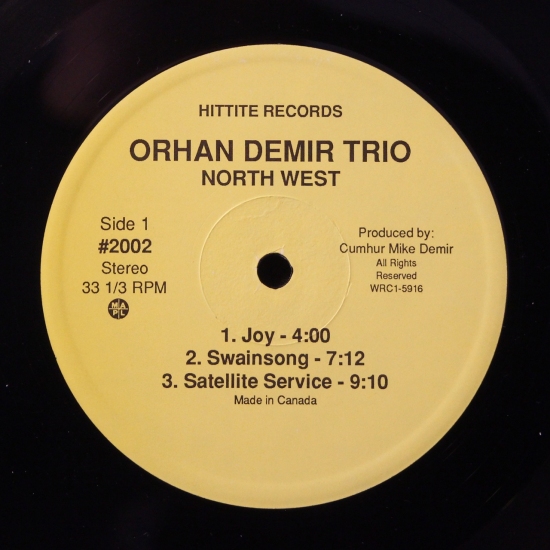 HITTITE RECORDS
ORHAN DEMIR TRIO
NORTH WEST
Side 1
#2002
Stereo
33 1/3 RPM
MA
PL
Produced by:
Cumhur Mike Demir
All Rights
Reserved
WRC1-5916
1. Joy - 4:00
2. Swainsong - 7:12
3. Satellite Service - 9:10
Made in Canada